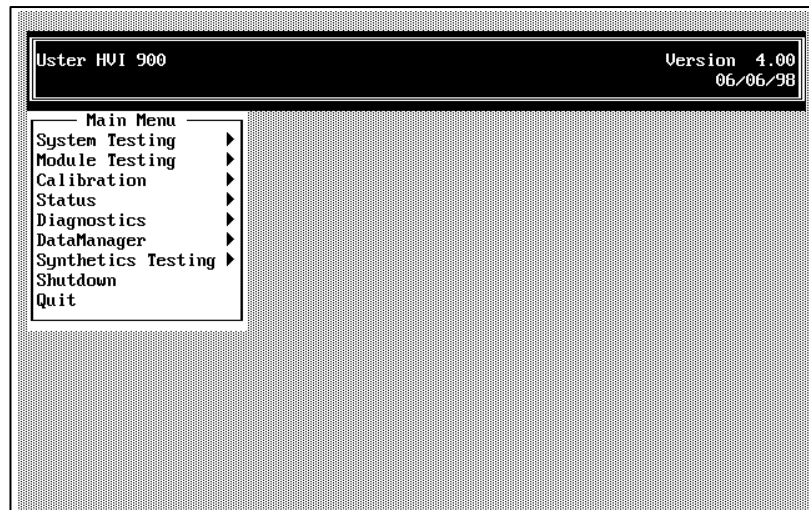 Uster HVI 900
Version 4.00
06/06/98
Main Menu
System Testing
Module Testing
Calibration
Status
Diagnostics
DataManager
Synthetics Testing
Shutdown
Quit